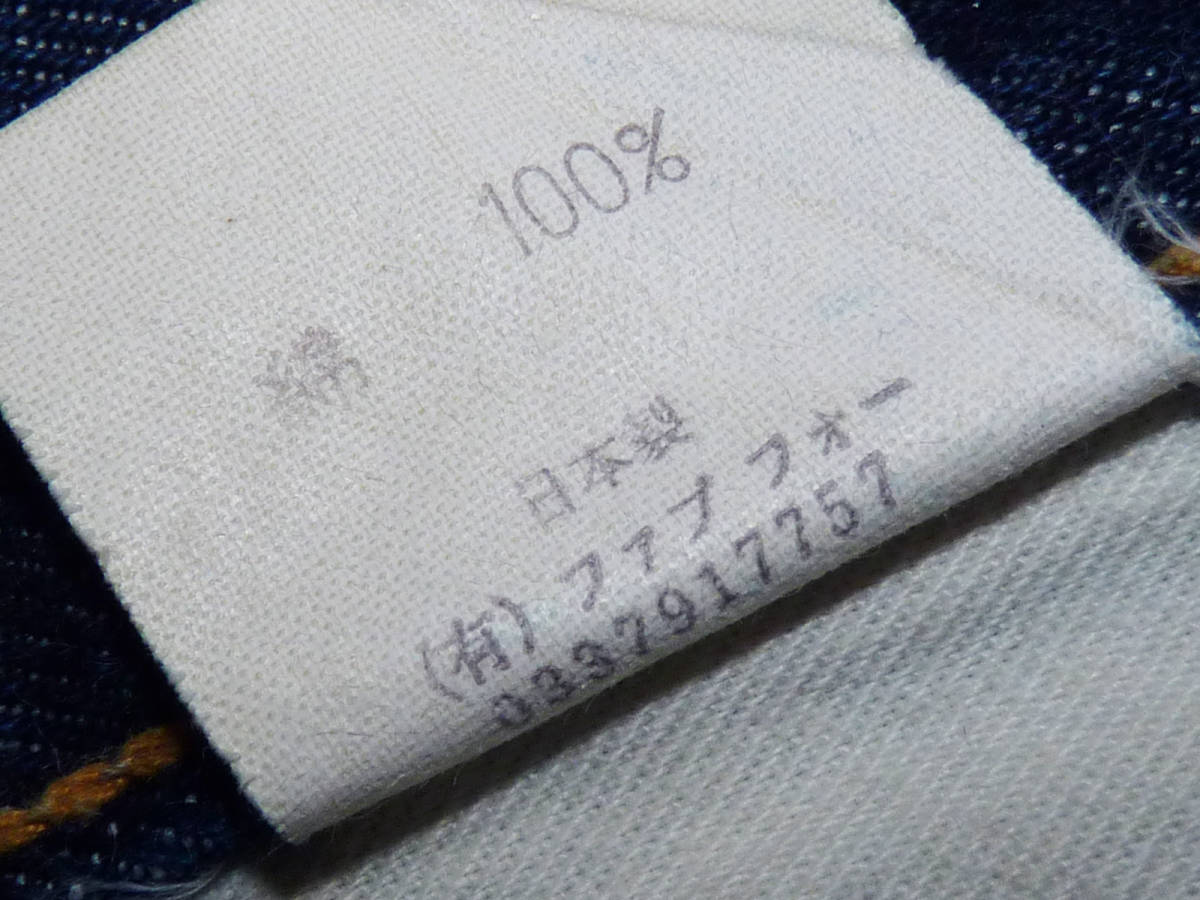 綿 100%
日本製
(有) ファブ フォー
0337917757